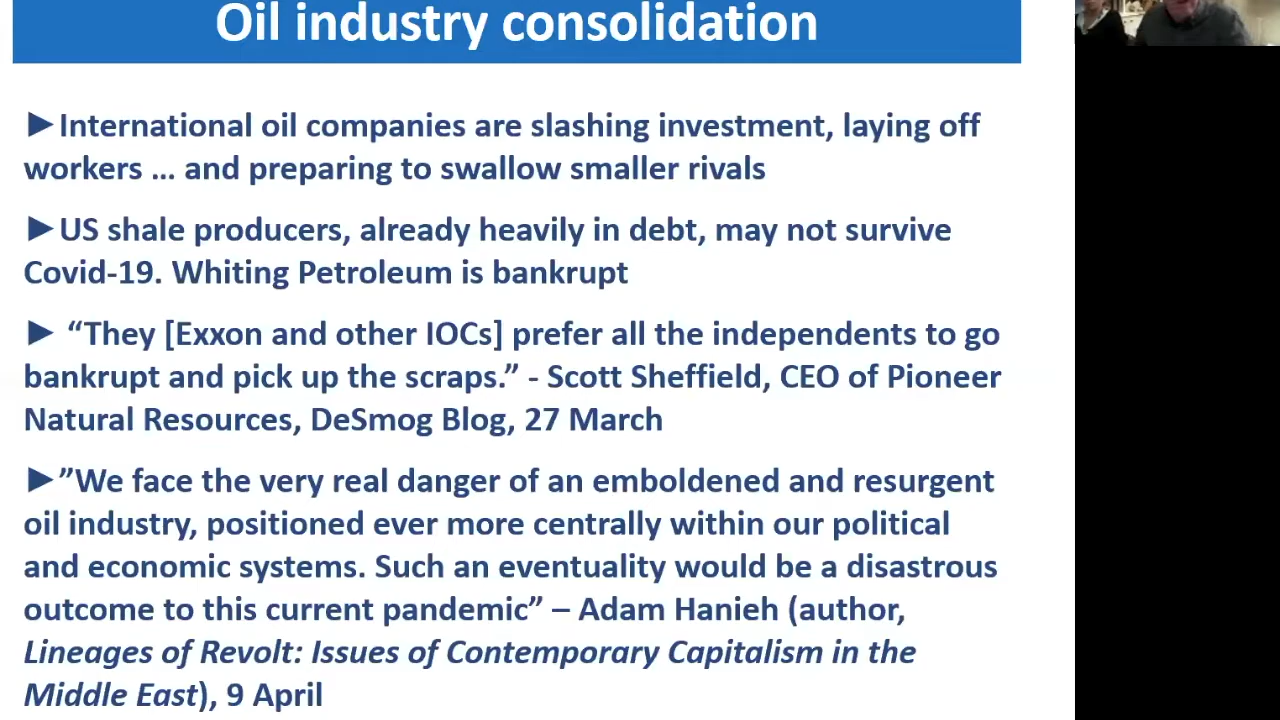 Oil industry consolidation
►International oil companies are slashing investment, laying off
workers ... and preparing to swallow smaller rivals
►US shale producers, already heavily in debt, may not survive
Covid-19. Whiting Petroleum is bankrupt
► “They [Exxon and other IOCs] prefer all the independents to go
bankrupt and pick up the scraps.” - Scott Sheffield, CEO of Pioneer
Natural Resources, DeSmog Blog, 27 March
►”We face the very real danger of an emboldened and resurgent
oil industry, positioned ever more centrally within our political
and economic systems. Such an eventuality would be a disastrous
outcome to this current pandemic” – Adam Hanieh (author,
Lineages of Revolt: Issues of Contemporary Capitalism in the
Middle East), 9 April